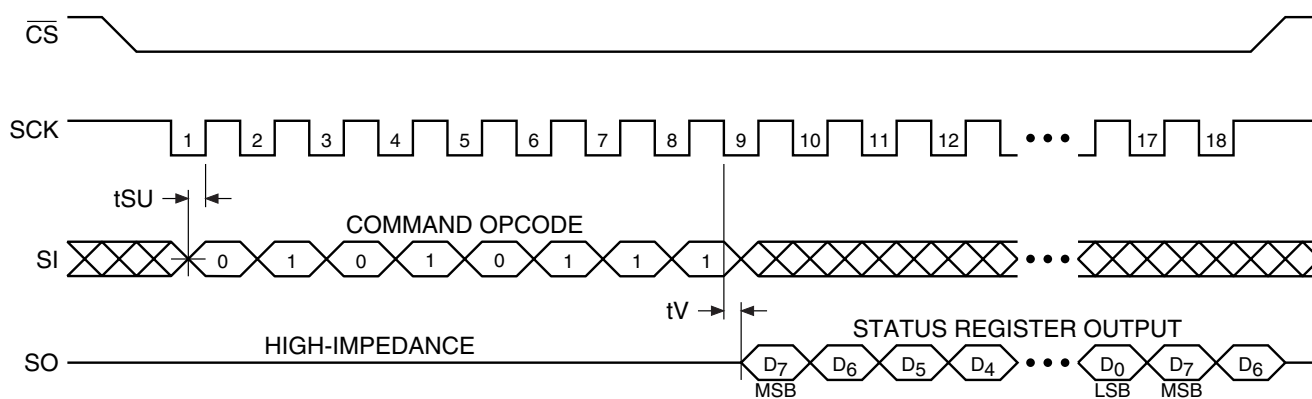 CS
SCK 1 2 3 4 5 6 7 8 9 10 11 12 ••• 17 18
tSU
COMMAND OPCODE
SI 0 1 0 1 0 1 1 1 •••
tV
HIGH-IMPEDANCE
STATUS REGISTER OUTPUT
SO D7 D6 D5 D4 ••• D0 D7 D6
MSB LSB MSB